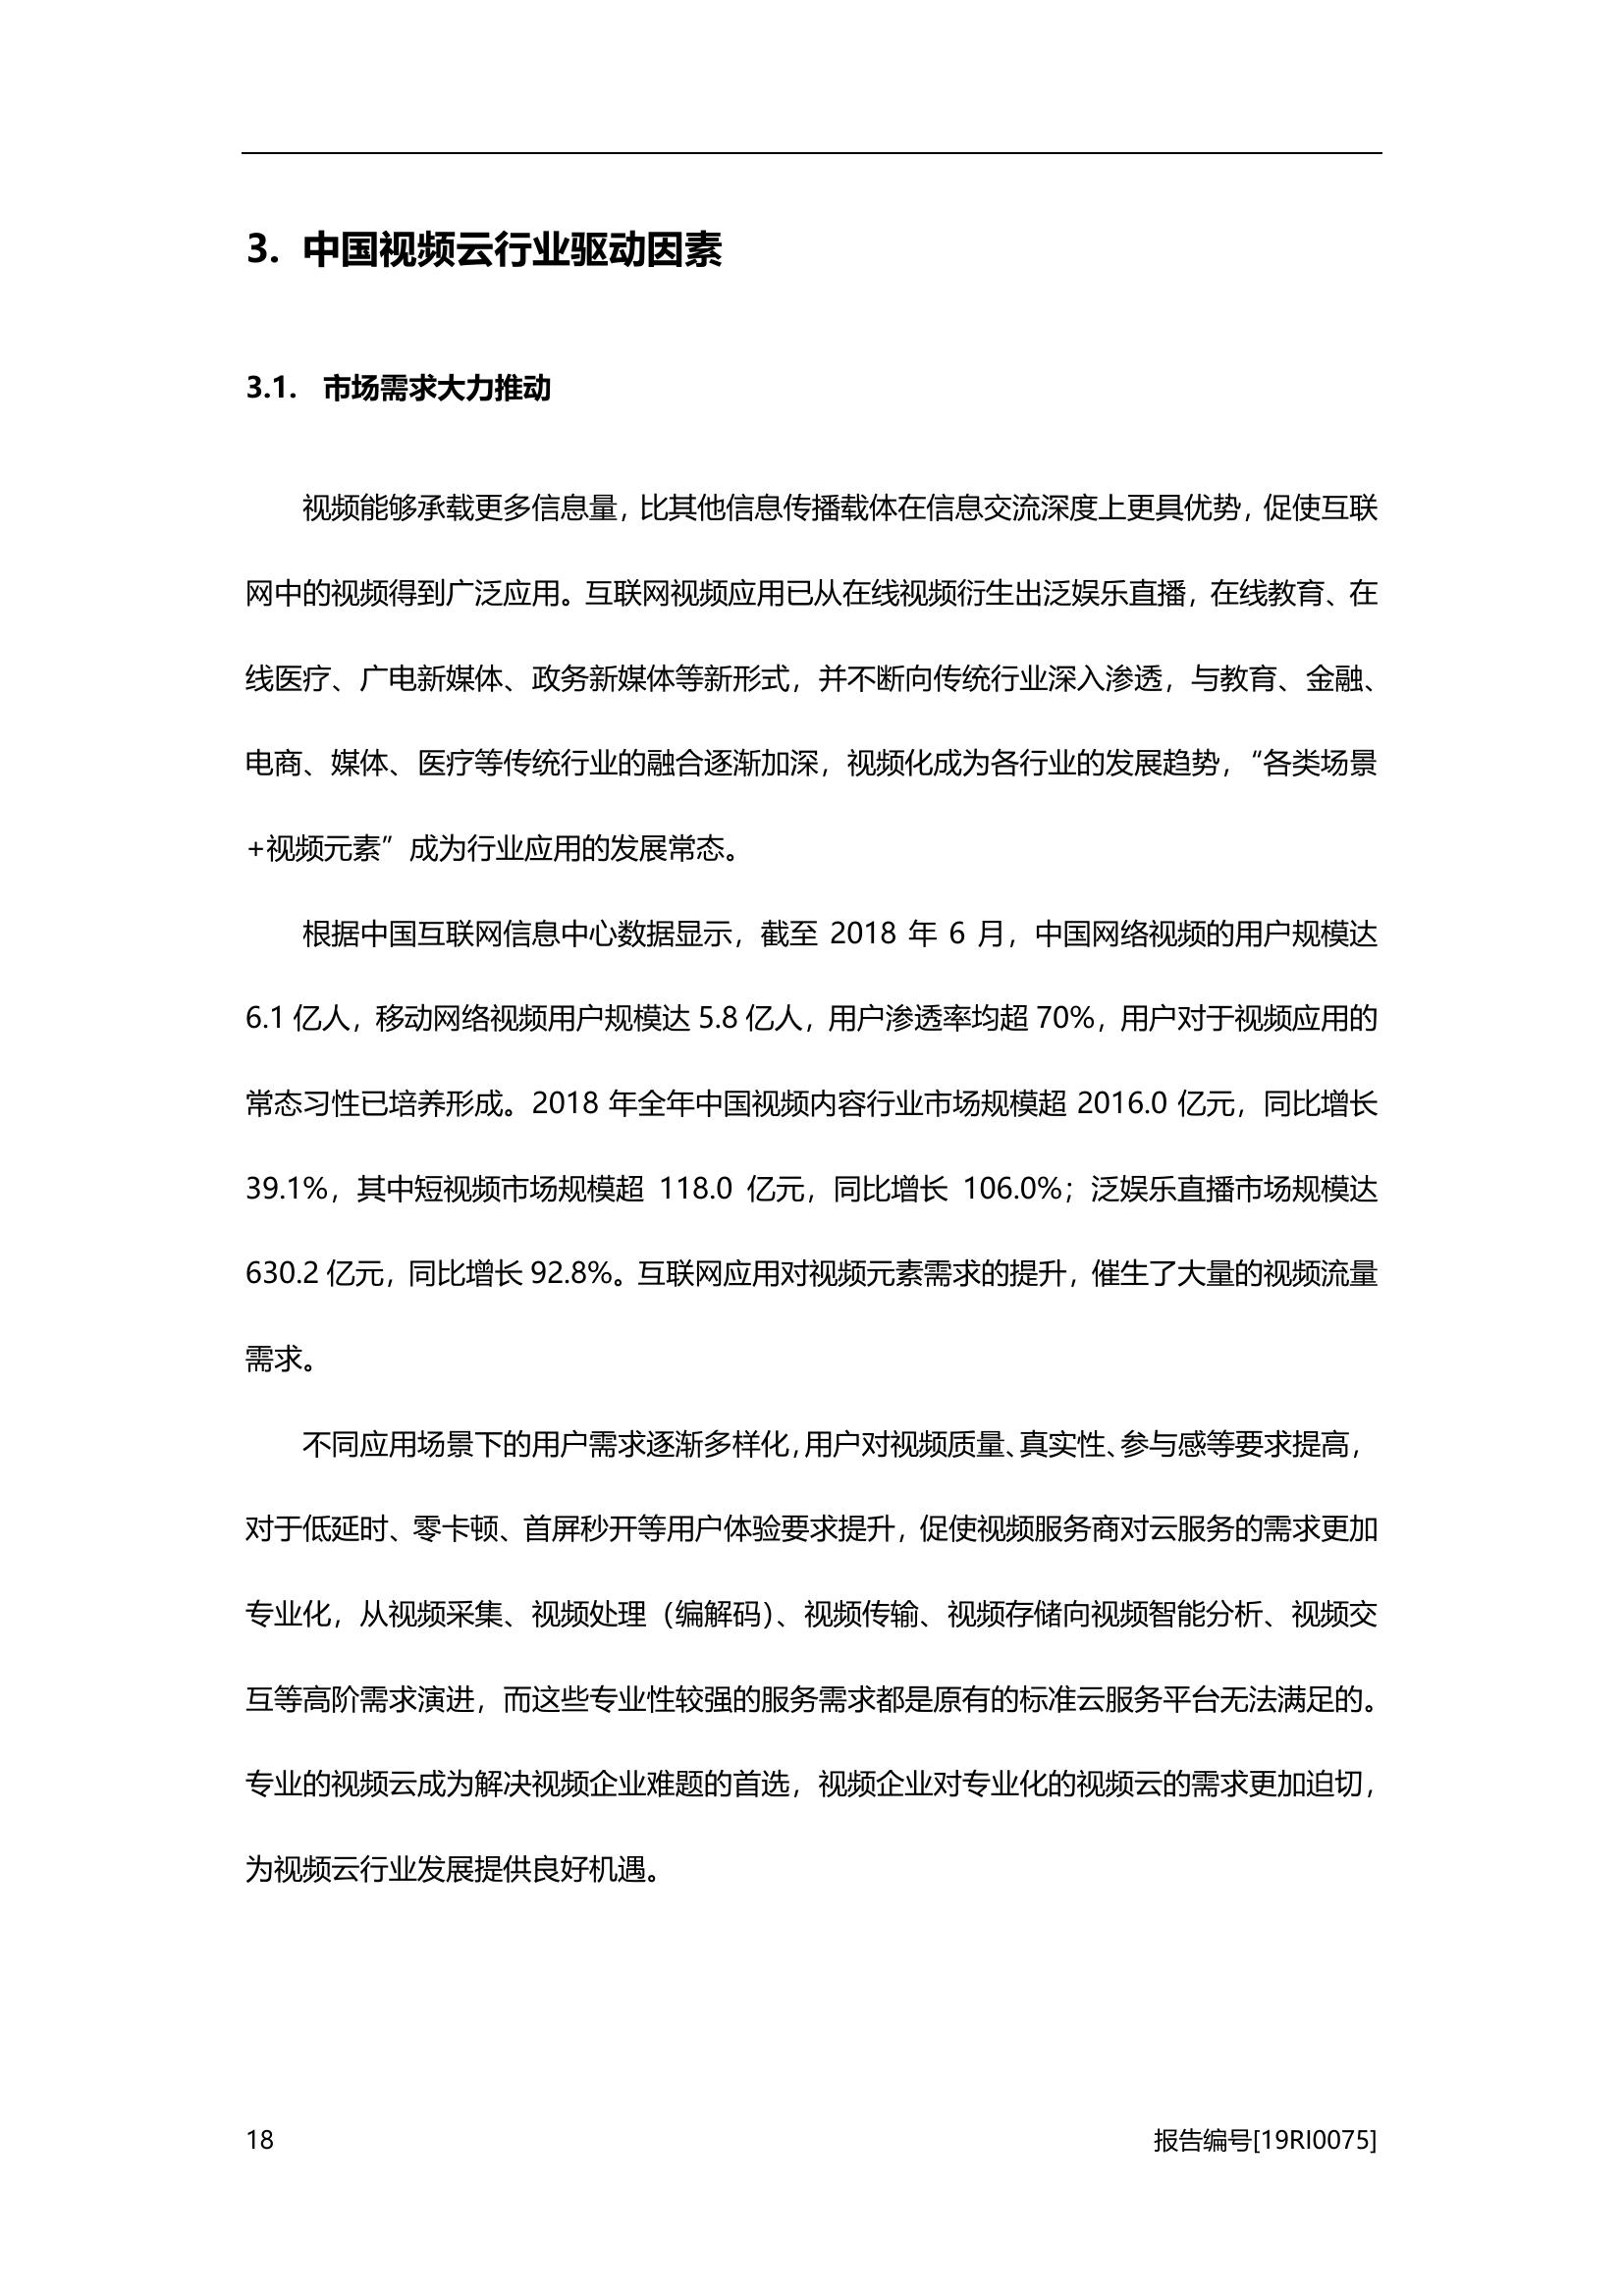 3. 中国视频云行业驱动因素
3.1. 市场需求大力推动
视频能够承载更多信息量，比其他信息传播载体在信息交流深度上更具优势，促使互联
网中的视频得到广泛应用。互联网视频应用已从在线视频衍生出泛娱乐直播，在线教育、在
线医疗、广电新媒体、政务新媒体等新形式，并不断向传统行业深入渗透，与教育、金融、
电商、媒体、医疗等传统行业的融合逐渐加深，视频化成为各行业的发展趋势，“各类场景
+视频元素”成为行业应用的发展常态。
根据中国互联网信息中心数据显示，截至 2018 年 6 月，中国网络视频的用户规模达
6.1 亿人，移动网络视频用户规模达 5.8 亿人，用户渗透率均超 70%，用户对于视频应用的
常态习性已培养形成。2018 年全年中国视频内容行业市场规模超 2016.0 亿元，同比增长
39.1%，其中短视频市场规模超 118.0 亿元，同比增长 106.0%；泛娱乐直播市场规模达
630.2 亿元，同比增长 92.8%。互联网应用对视频元素需求的提升，催生了大量的视频流量
需求。
不同应用场景下的用户需求逐渐多样化，用户对视频质量、真实性、参与感等要求提高，
对于低延时、零卡顿、首屏秒开等用户体验要求提升，促使视频服务商对云服务的需求更加
专业化，从视频采集、视频处理（编解码）、视频传输、视频存储向视频智能分析、视频交
互等高阶需求演进，而这些专业性较强的服务需求都是原有的标准云服务平台无法满足的。
专业的视频云成为解决视频企业难题的首选，视频企业对专业化的视频云的需求更加迫切，
为视频云行业发展提供良好机遇。
18 报告编号[19RI0075]